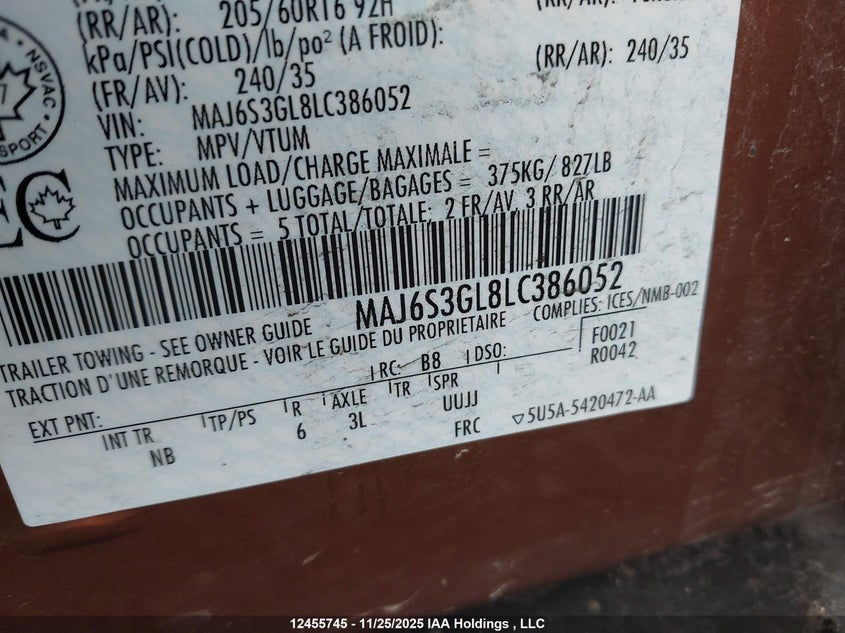 (RR/AR): 205/60R16 92H
kPa/PSI(COLD)/lb/po² (A FROID):
(FR/AV): 240/35 (RR/AR): 240/35
VIN: MAJ6S3GL8LC386052
TYPE: MPV/VTUM
MAXIMUM LOAD/CHARGE MAXIMALE =
OCCUPANTS + LUGGAGE/BAGAGES = 375KG/ 827LB
OCCUPANTS = 5 TOTAL/TOTALE: 2 FR/AV, 3 RR/AR
NSVAC
MAJ6S3GL8LC386052
TRAILER TOWING - SEE OWNER GUIDE COMPLIES: ICES/NMB-002
TRACTION D'UNE REMORQUE - VOIR LE GUIDE DU PROPRIETAIRE
RC: B8 DSO: F0021
R0042
EXT PNT: INT TR TP/PS R AXLE TR SPR
NB 6 3L UUJJ
FRC ▽5U5A-5420472-AA
12455745 - 11/25/2025 IAA Holdings , LLC